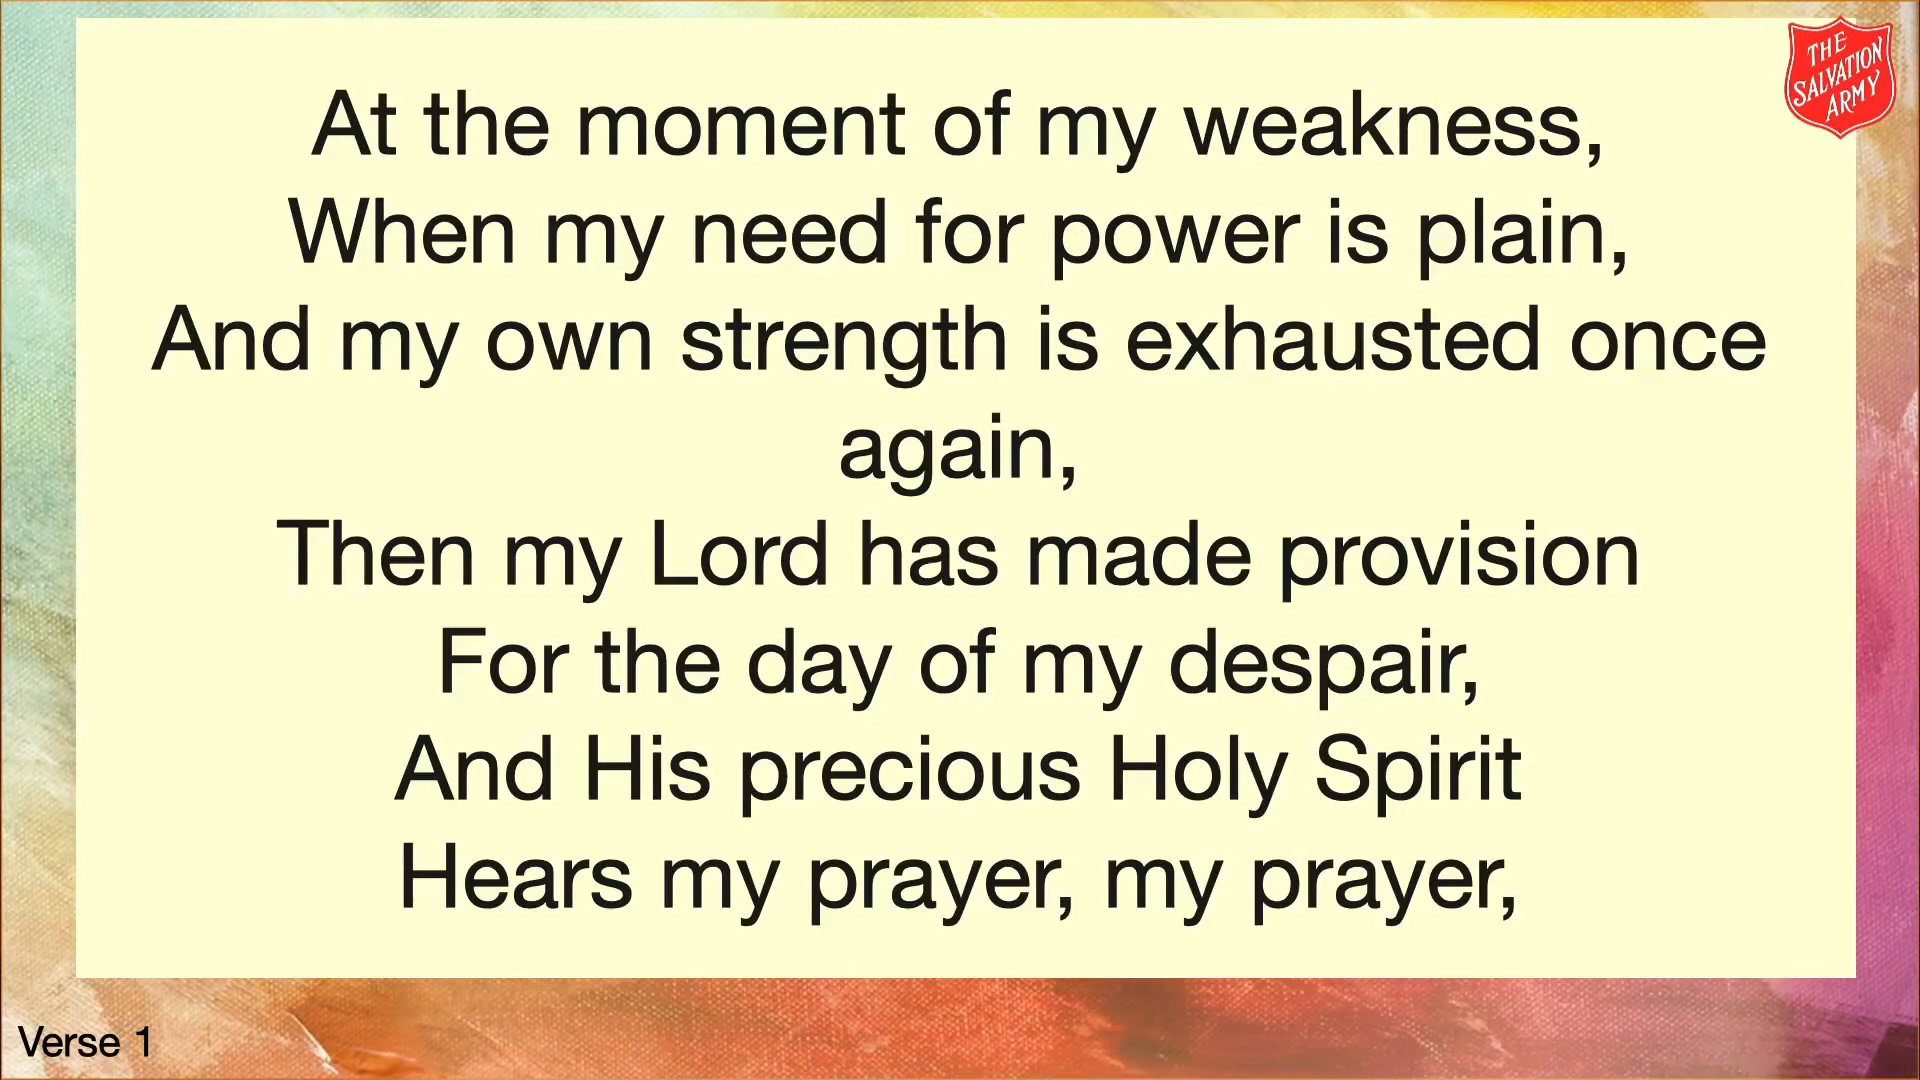 At the moment of my weakness,
When my need for power is plain,
And my own strength is exhausted once
again,
Then my Lord has made provision
For the day of my despair,
And His precious Holy Spirit
Hears my prayer, my prayer,
THE
SALVATION
ARMY
Verse 1